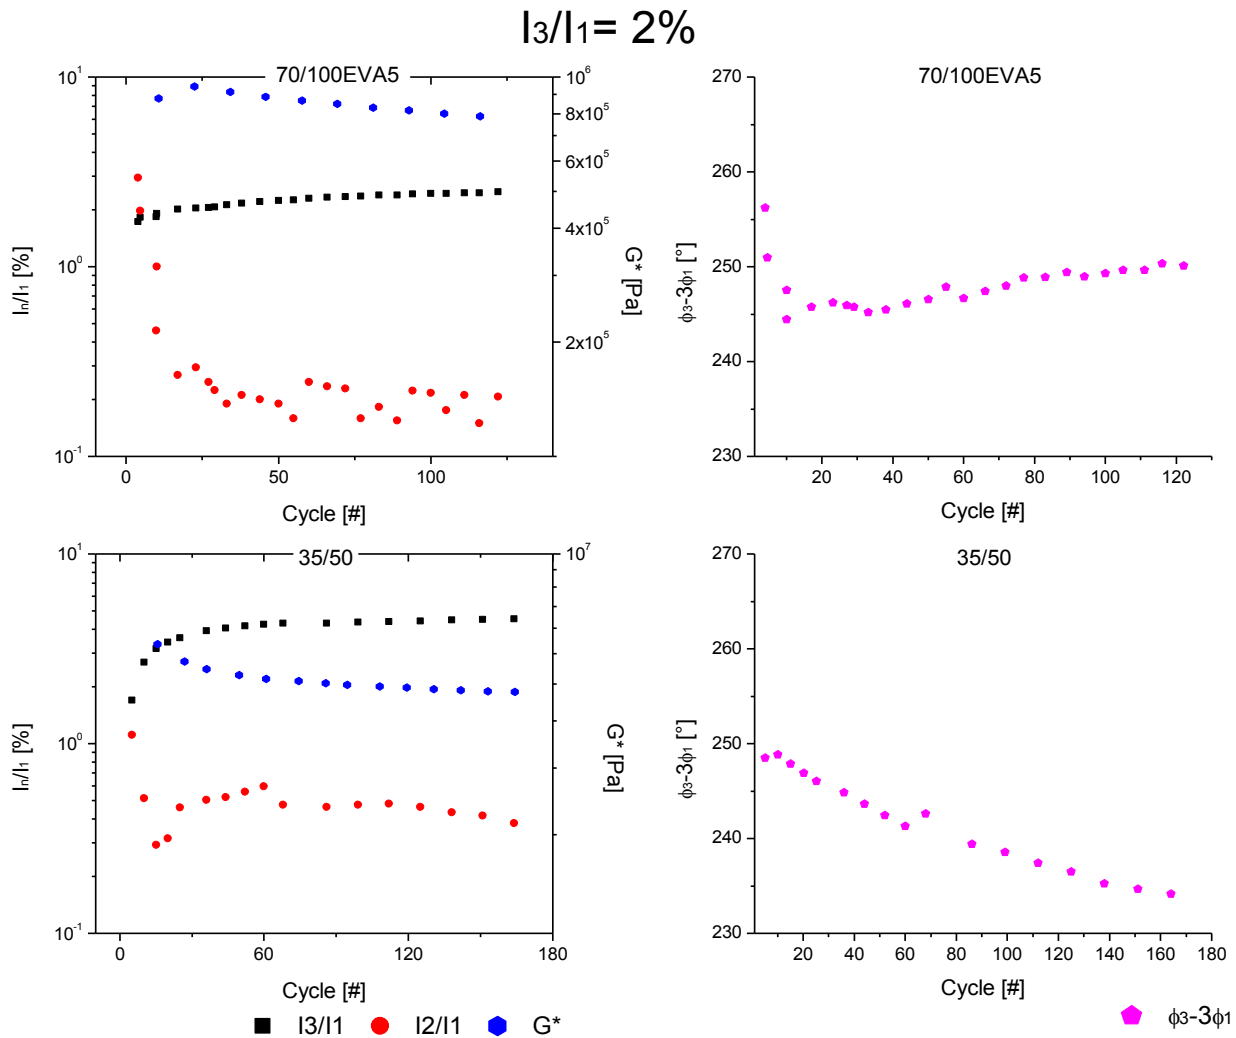 I3/I1= 2%
70/100EVA5
10^1
10^0
10^-1
In/I1 [%]
10^6
8x10^5
6x10^5
4x10^5
2x10^5
G* [Pa]
0 50 100
Cycle [#]
70/100EVA5
270
260
250
240
230
ϕ3-3ϕ1 [°]
20 40 60 80 100 120
Cycle [#]
35/50
10^1
10^0
10^-1
In/I1 [%]
10^7
G* [Pa]
0 60 120 180
Cycle [#]
35/50
270
260
250
240
230
ϕ3-3ϕ1 [°]
20 40 60 80 100 120 140 160 180
Cycle [#]
I3/I1 I2/I1 G*
ϕ3-3ϕ1